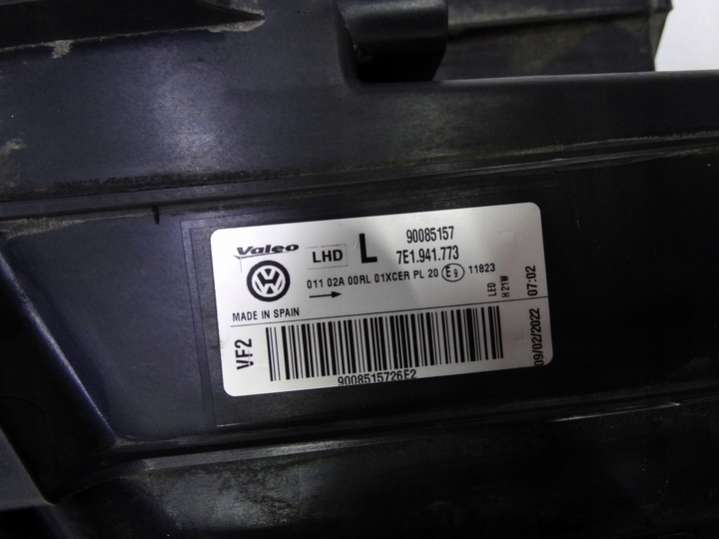 Valeo LHD L 90085157
7E1.941.773
011 02A 00RL 01XCER PL 20 E9 11823
MADE IN SPAIN
LED
H21W
VF2
09/02/2022 07:02
9008515726F2